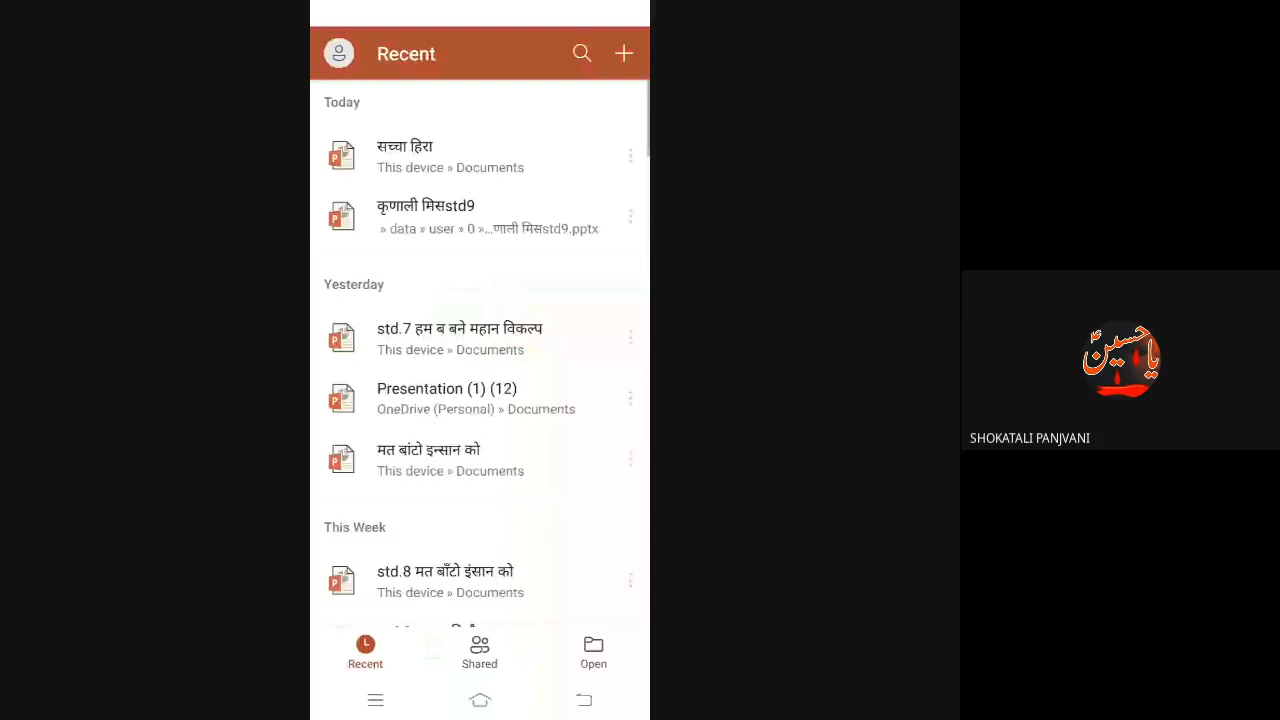 Recent
Today
सच्चा हिरा
This device » Documents
कृणाली मिसstd9
» data » user » 0 »...णाली मिसstd9.pptx
Yesterday
std.7 हम ब बने महान विकल्प
This device » Documents
Presentation (1) (12)
OneDrive (Personal) » Documents
मत बांटो इन्सान को
This device » Documents
This Week
std.8 मत बाँटो इंसान को
This device » Documents
Recent
Shared
Open
یا حسین ؑ
SHOKATALI PANJVANI